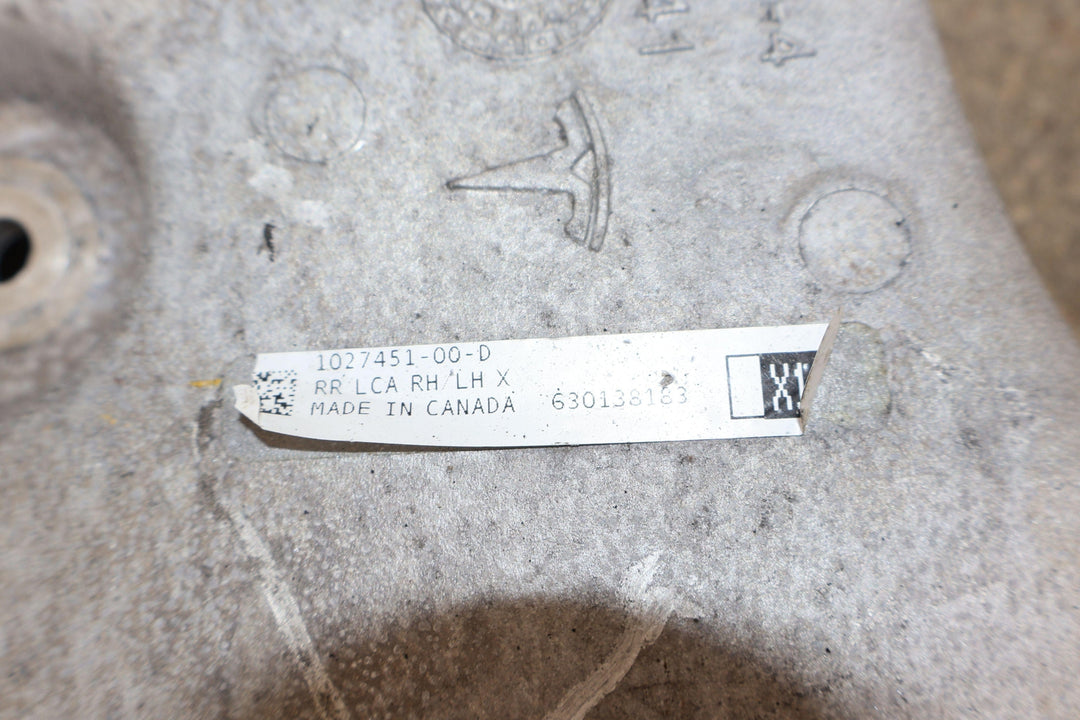 1027451-00-D
RR LCA RH/LH X
MADE IN CANADA
630138183